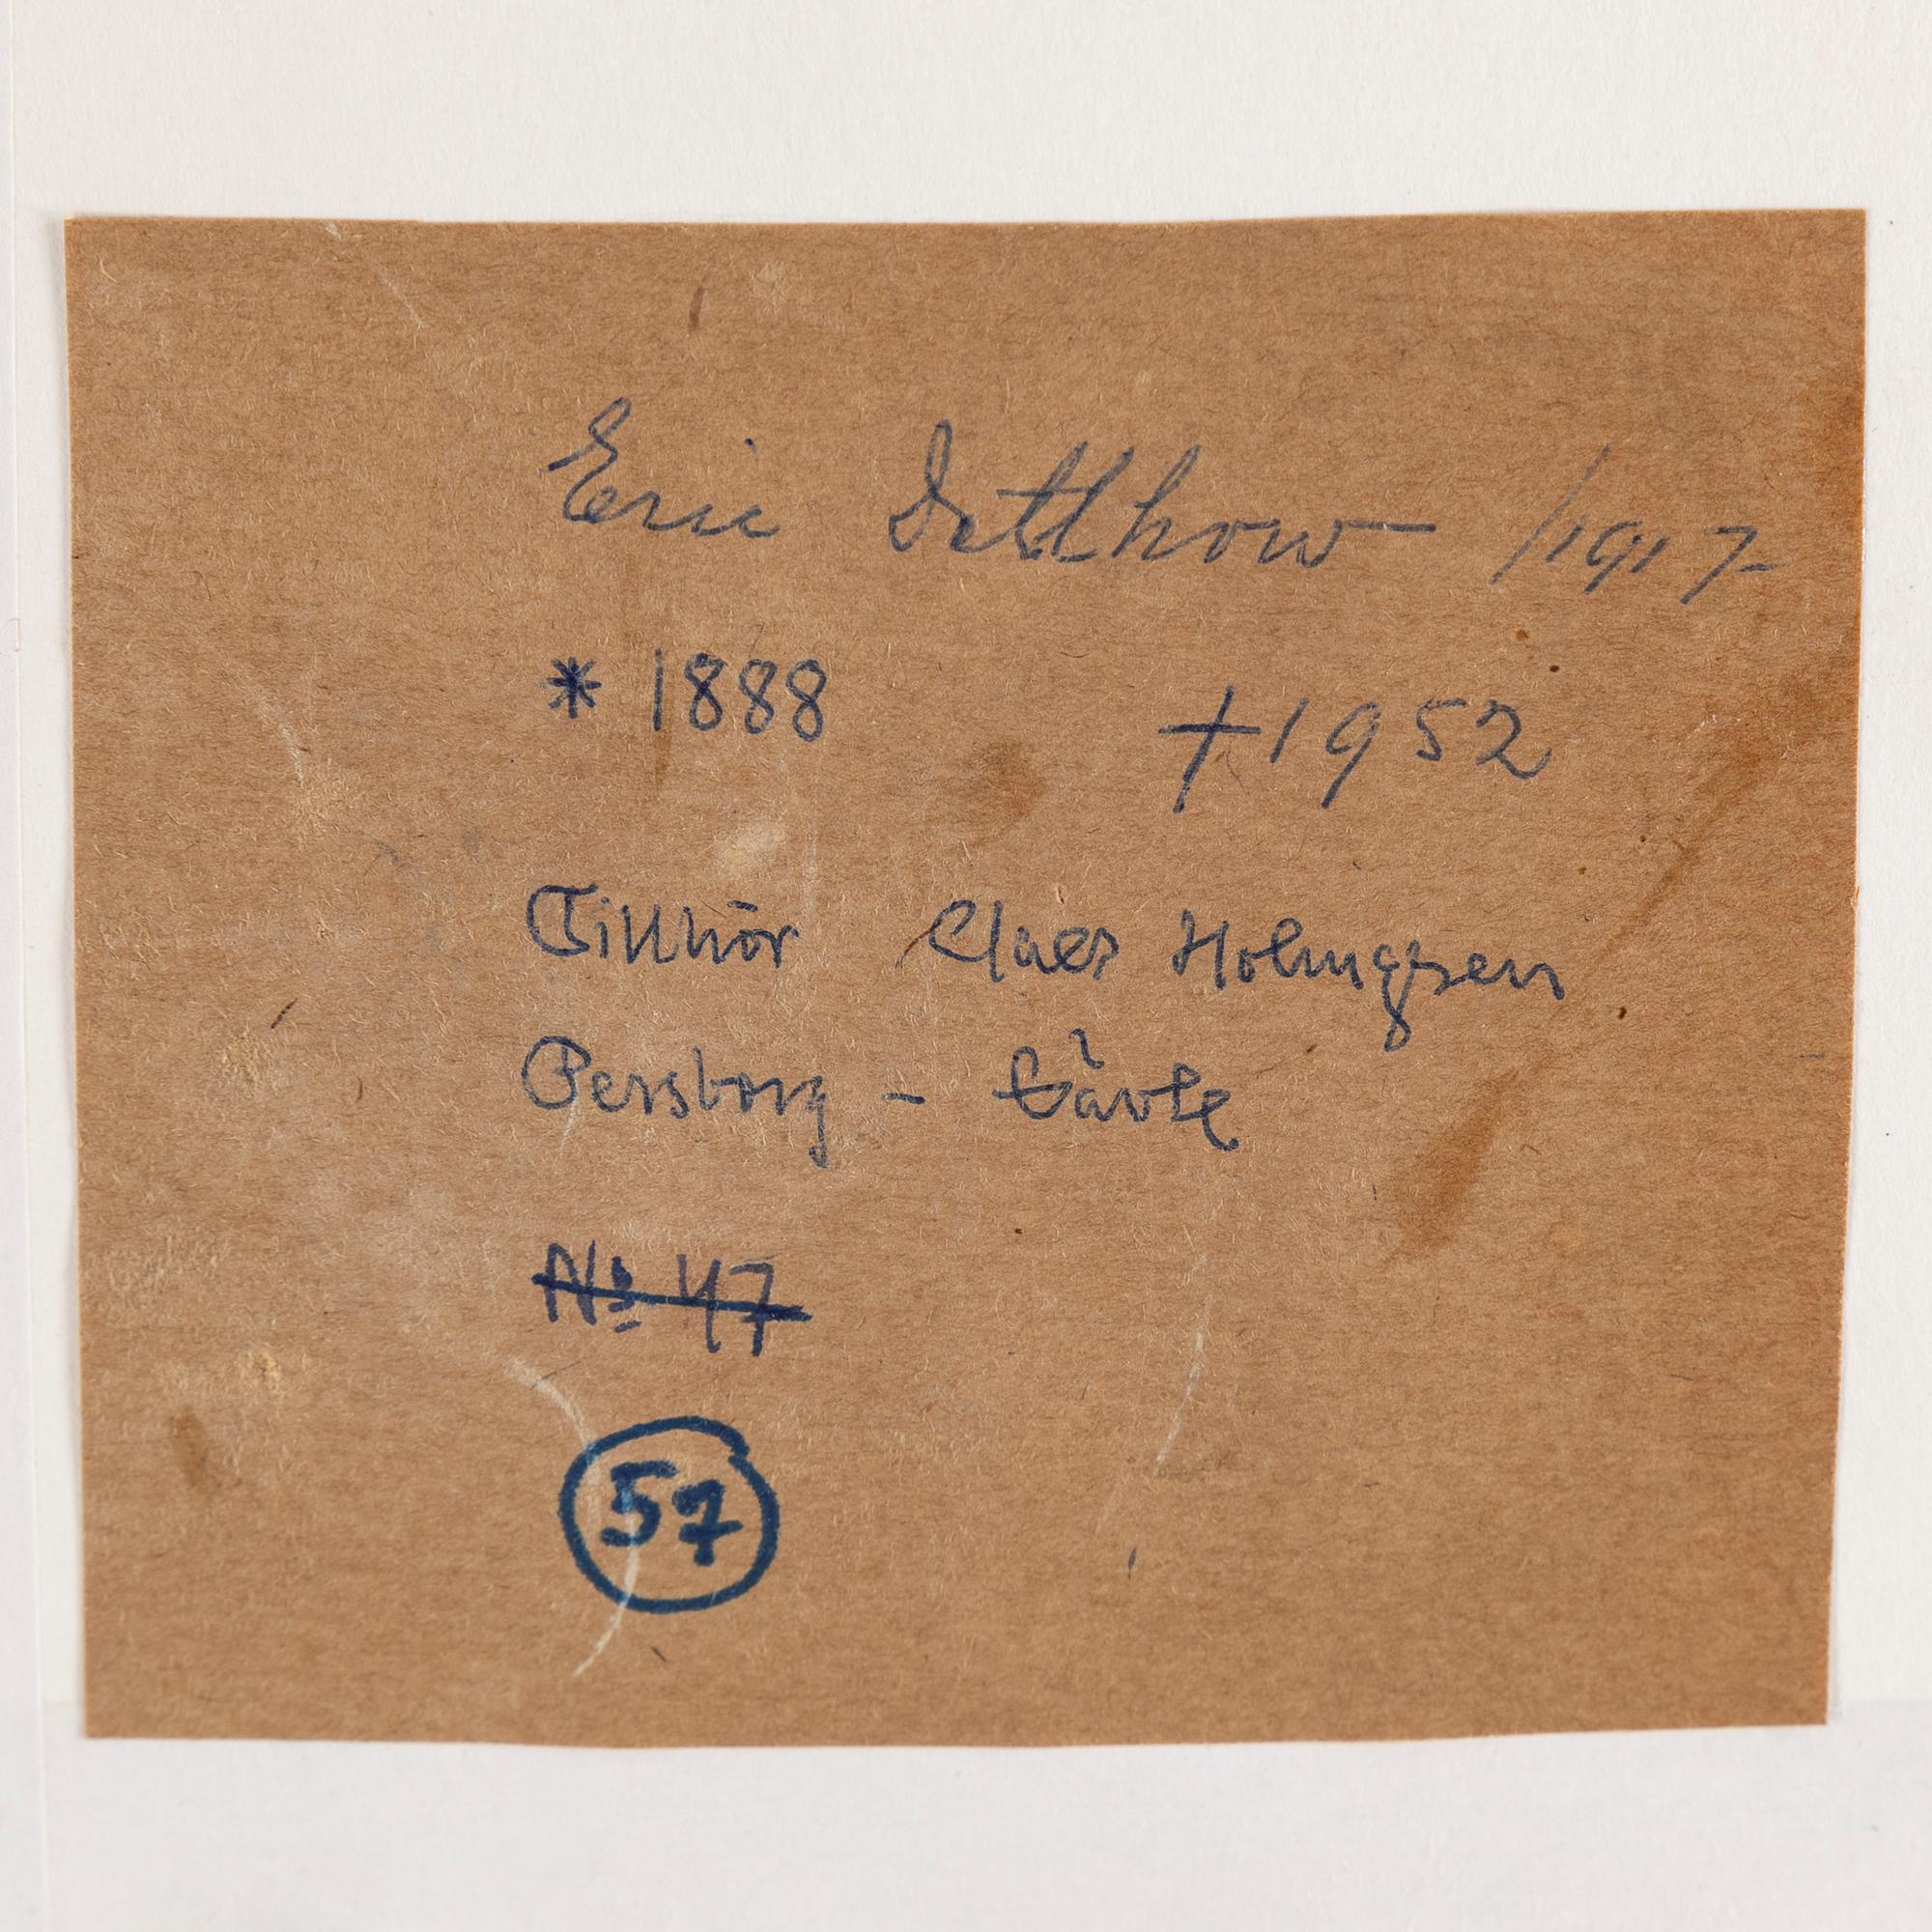 Eric Detthow /1917-
* 1888 † 1952
Tillhör Claes Holmgren
Persborg - Gävle
No 47
57